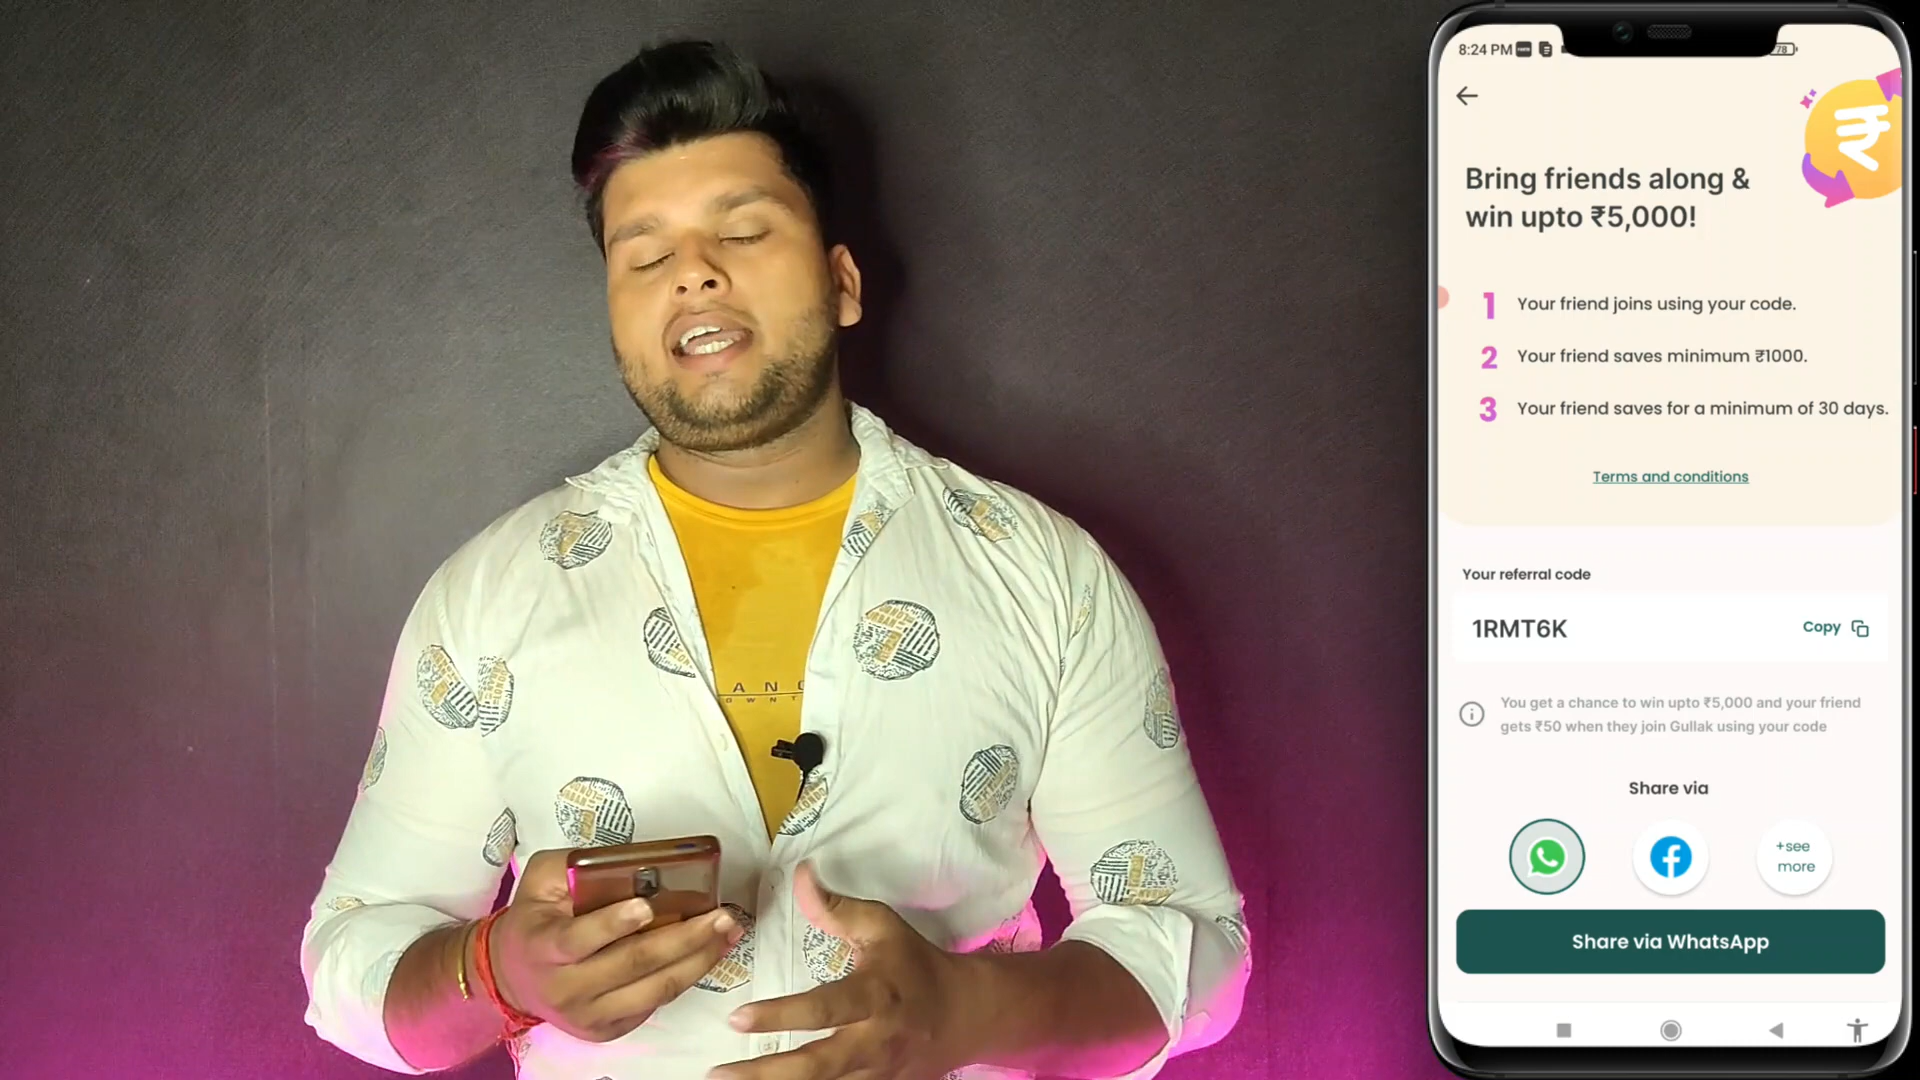 8:24 PM
78
Bring friends along &
win upto ₹5,000!
1 Your friend joins using your code.
2 Your friend saves minimum ₹1000.
3 Your friend saves for a minimum of 30 days.
Terms and conditions
Your referral code
1RMT6K
Copy
You get a chance to win upto ₹5,000 and your friend
gets ₹50 when they join Gullak using your code
Share via
+see
more
Share via WhatsApp